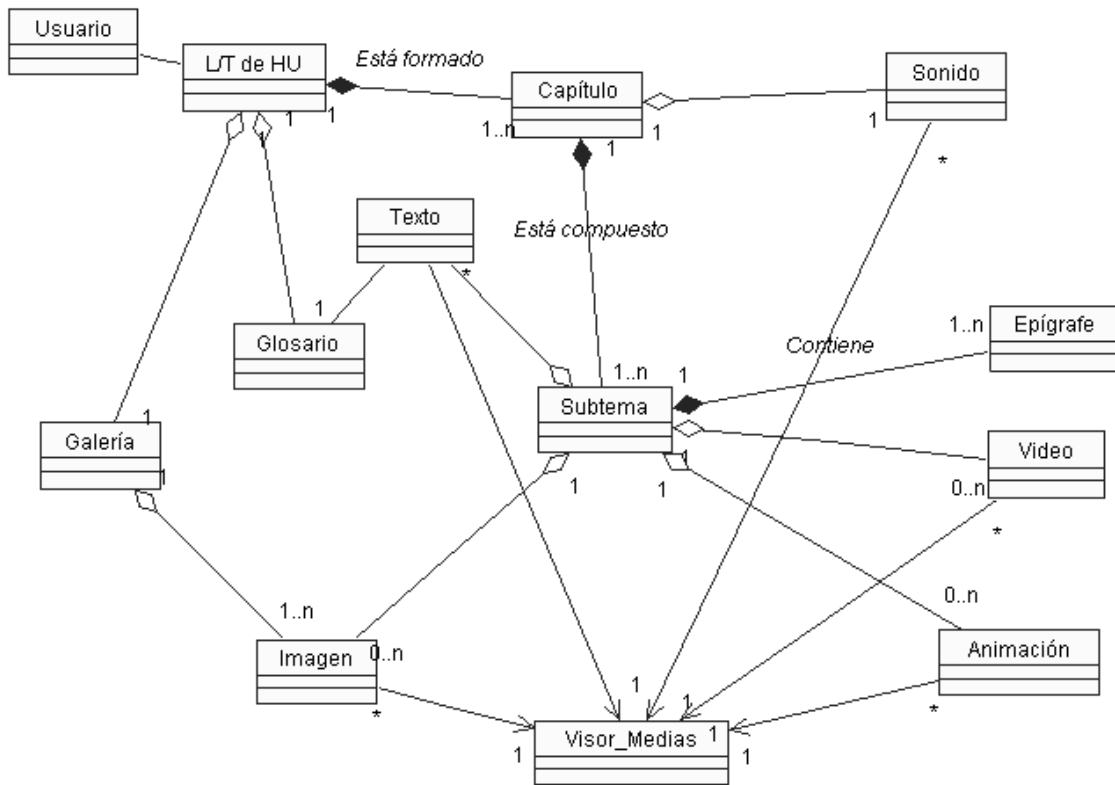 Usuario
L/T de HU
Está formado
Capítulo
Sonido
1
1
1..n
1
1
1
1
*
Texto
Está compuesto
*
1
Glosario
1..n
Epígrafe
Contiene
1..n
1
Subtema
1
Galería
1
Video
1
1
1
1
0..n
*
1..n
0..n
0..n
Imagen
Animación
*
*
1
1
1
1
1
Visor_Medias